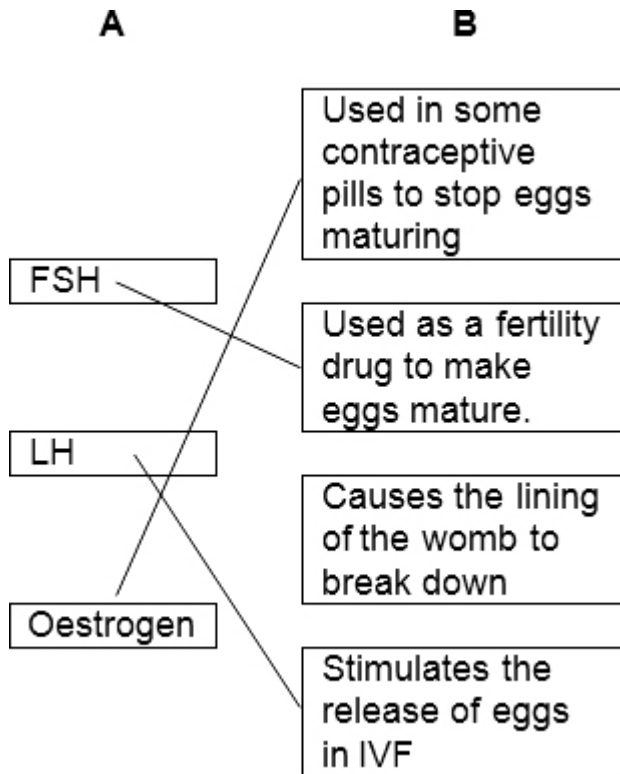 A
B
FSH
LH
Oestrogen
Used in some
contraceptive
pills to stop eggs
maturing
Used as a fertility
drug to make
eggs mature.
Causes the lining
of the womb to
break down
Stimulates the
release of eggs
in IVF